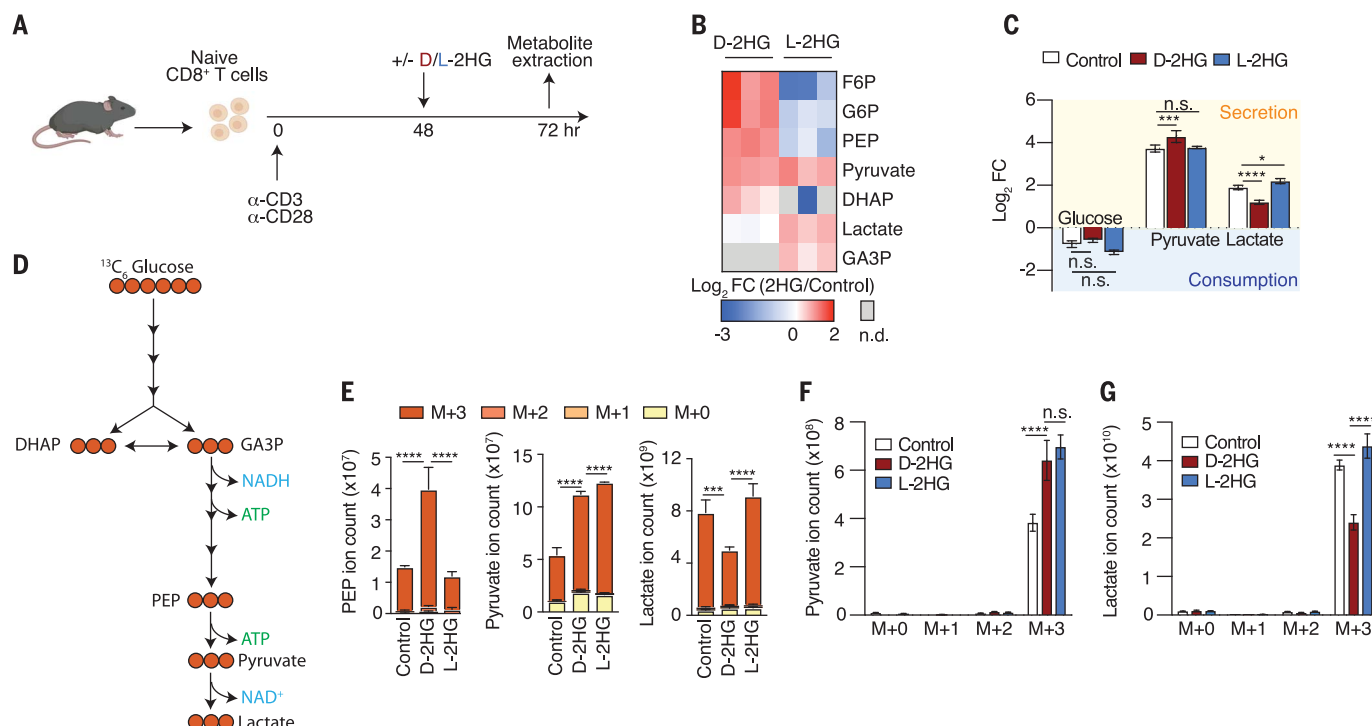 A
Naive
CD8⁺ T cells
+/- D/L-2HG
Metabolite
extraction
0
48
72 hr
α-CD3
α-CD28
B
D-2HG L-2HG
F6P
G6P
PEP
Pyruvate
DHAP
Lactate
GA3P
Log₂ FC (2HG/Control)
-3 0 2 n.d.
C
Control D-2HG L-2HG
Log₂ FC
6
4
2
0
-2
Secretion
n.s.
***
*
****
Glucose
Pyruvate Lactate
n.s.
n.s.
Consumption
D
¹³C₆ Glucose
DHAP GA3P
NADH
ATP
PEP
ATP
Pyruvate
NAD⁺
Lactate
E
M+3 M+2 M+1 M+0
PEP ion count (x10⁷)
5
4
3
2
1
0
**** ****
Control
D-2HG
L-2HG
Pyruvate ion count (x10⁷)
15
10
5
0
**** ****
Control
D-2HG
L-2HG
Lactate ion count (x10⁹)
12
9
6
3
0
*** ****
Control
D-2HG
L-2HG
F
Pyruvate ion count (x10⁸)
8
6
4
2
0
Control
D-2HG
L-2HG
n.s.
****
M+0 M+1 M+2 M+3
G
Lactate ion count (x10¹⁰)
5
4
3
2
1
0
Control
D-2HG
L-2HG
****
****
M+0 M+1 M+2 M+3